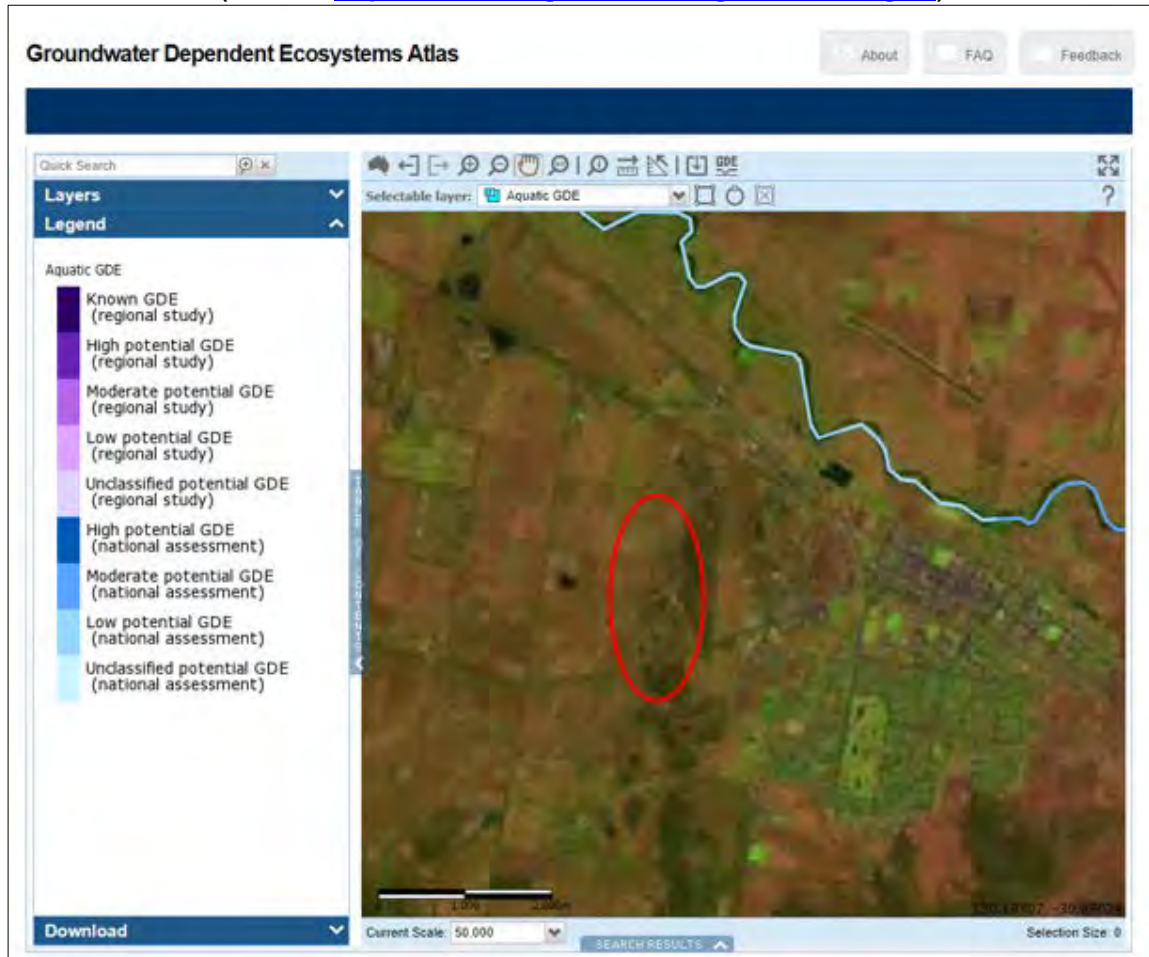 Groundwater Dependent Ecosystems Atlas
About
FAQ
Feedback
Quick Search
Layers
Legend
Selectable layer: Aquatic GDE
GDE
?
Aquatic GDE
Known GDE
(regional study)
High potential GDE
(regional study)
Moderate potential GDE
(regional study)
Low potential GDE
(regional study)
Unclassified potential GDE
(regional study)
High potential GDE
(national assessment)
Moderate potential GDE
(national assessment)
Low potential GDE
(national assessment)
Unclassified potential GDE
(national assessment)
Download
Current Scale: 50.000
SEARCH RESULTS
Selection Size: 0